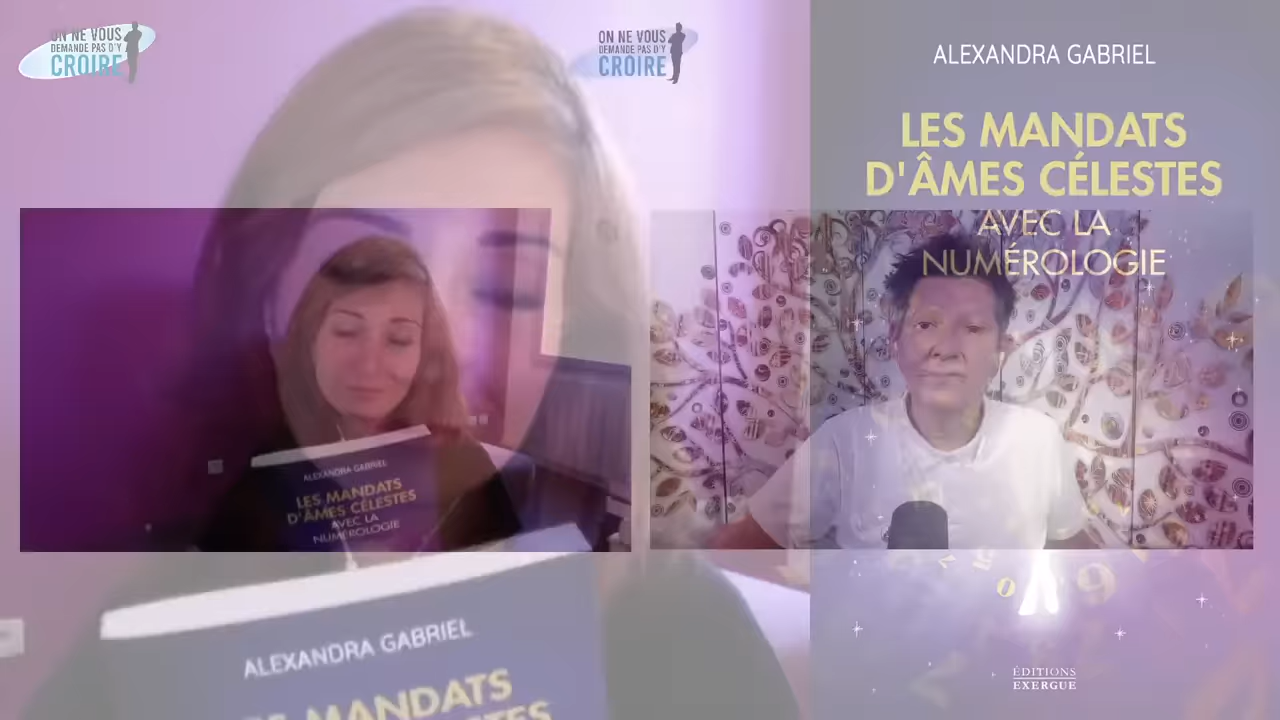 ON NE VOUS
DEMANDE PAS D'Y
CROIRE
ON NE VOUS
DEMANDE PAS D'Y
CROIRE
ALEXANDRA GABRIEL
LES MANDATS
D'ÂMES CÉLESTES
AVEC LA
NUMÉROLOGIE
ALEXANDRA GABRIEL
LES MANDATS
D'ÂMES CÉLESTES
AVEC LA
NUMÉROLOGIE
ALEXANDRA GABRIEL
MANDATS
ÉDITIONS
EXERGUE